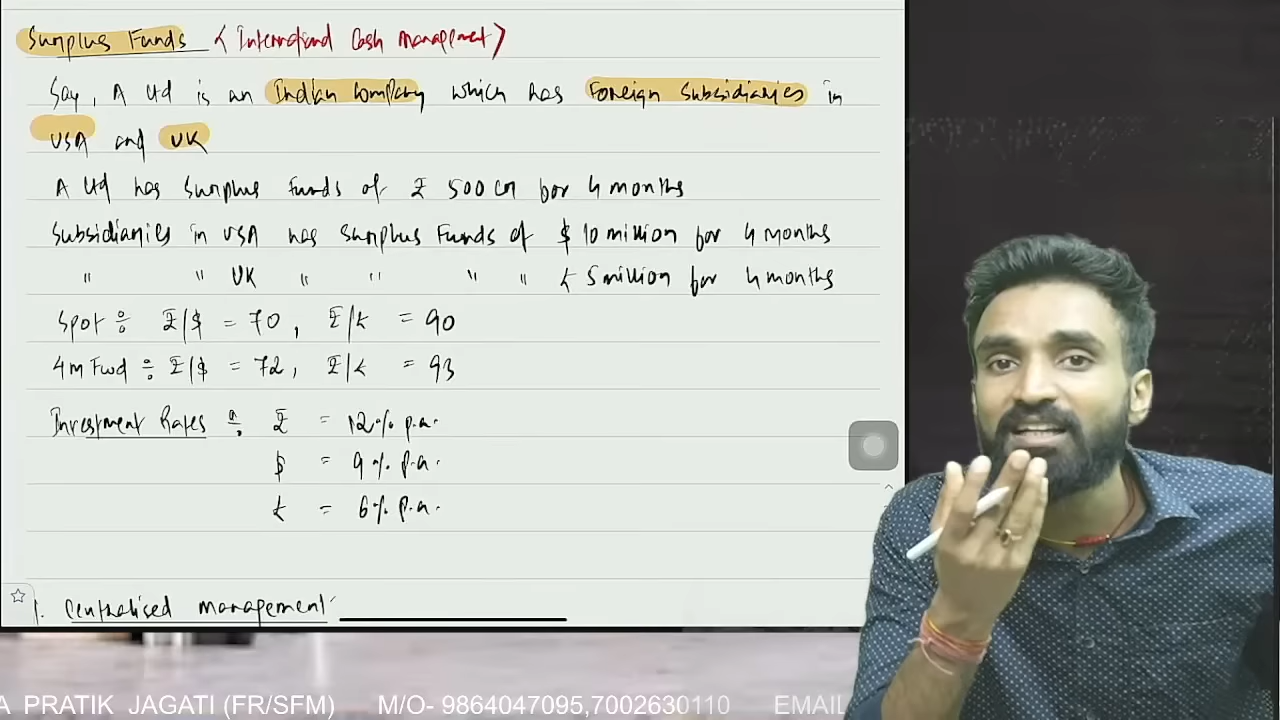 Surplus Funds (International Cash Management)
Say, A Ltd is an Indian Company which has Foreign Subsidiaries in
USA and UK
A Ltd has Surplus Funds of ₹ 500 cr for 4 months
Subsidiaries in USA has Surplus Funds of $ 10 million for 4 months
" " UK " " " " £ 5 million for 4 months
Spot : ₹/$ = 70, ₹/£ = 90
4m Fwd : ₹/$ = 72, ₹/£ = 93
Investment Rates : ₹ = 12% p.a.
$ = 9% p.a.
£ = 6% p.a.
1. Centralised management
A PRATIK JAGATI (FR/SFM) M/O- 9864047095,7002630110 EMAIL